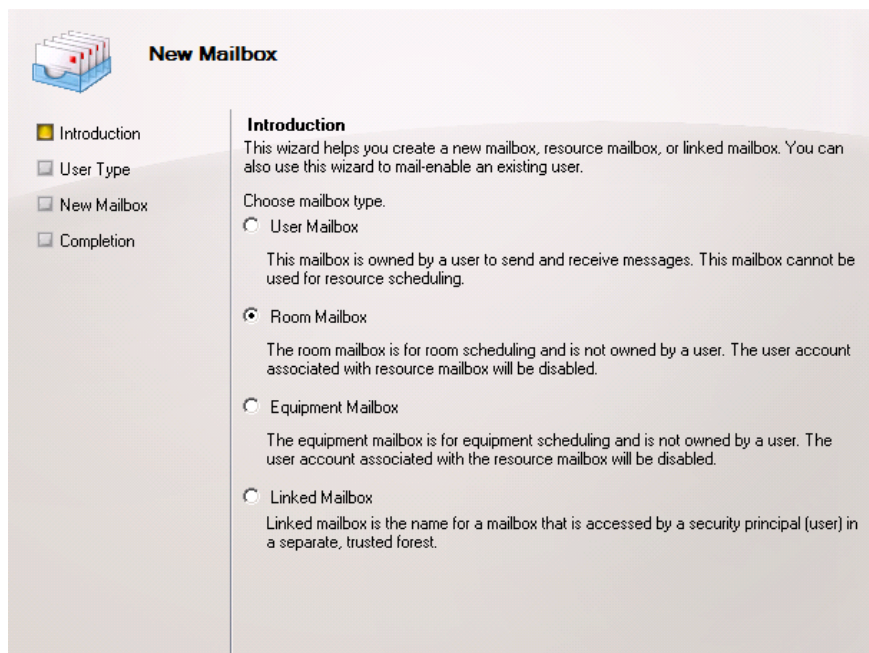 New Mailbox
Introduction
User Type
New Mailbox
Completion
Introduction
This wizard helps you create a new mailbox, resource mailbox, or linked mailbox. You can
also use this wizard to mail-enable an existing user.
Choose mailbox type.
User Mailbox
This mailbox is owned by a user to send and receive messages. This mailbox cannot be
used for resource scheduling.
Room Mailbox
The room mailbox is for room scheduling and is not owned by a user. The user account
associated with resource mailbox will be disabled.
Equipment Mailbox
The equipment mailbox is for equipment scheduling and is not owned by a user. The
user account associated with the resource mailbox will be disabled.
Linked Mailbox
Linked mailbox is the name for a mailbox that is accessed by a security principal (user) in
a separate, trusted forest.